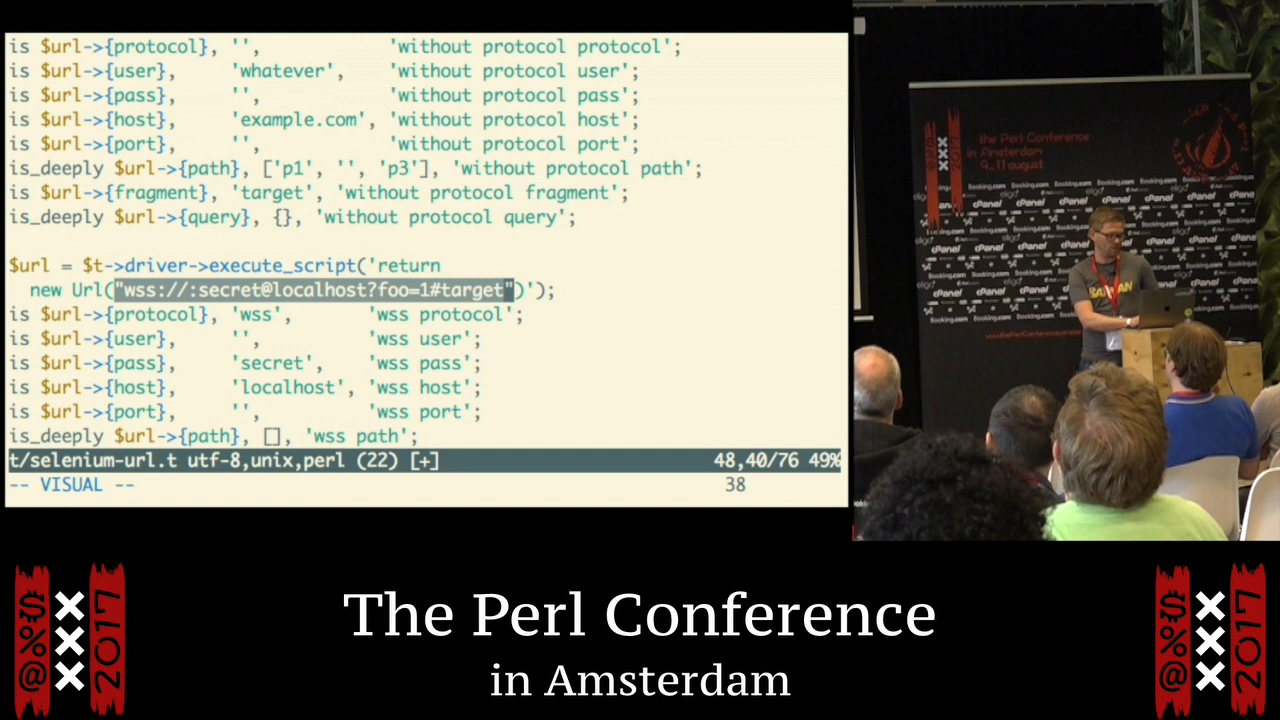 is $url->{protocol}, '', 'without protocol protocol';
is $url->{user}, 'whatever', 'without protocol user';
is $url->{pass}, '', 'without protocol pass';
is $url->{host}, 'example.com', 'without protocol host';
is $url->{port}, '', 'without protocol port';
is_deeply $url->{path}, ['p1', '', 'p3'], 'without protocol path';
is $url->{fragment}, 'target', 'without protocol fragment';
is_deeply $url->{query}, {}, 'without protocol query';
$url = $t->driver->execute_script('return
new Url("wss://:secret@localhost?foo=1#target")');
is $url->{protocol}, 'wss', 'wss protocol';
is $url->{user}, '', 'wss user';
is $url->{pass}, 'secret', 'wss pass';
is $url->{host}, 'localhost', 'wss host';
is $url->{port}, '', 'wss port';
is_deeply $url->{path}, [], 'wss path';
t/selenium-url.t utf-8,unix,perl (22) [+] 48,40/76 49%
-- VISUAL -- 38
the Perl Conference
in Amsterdam
9_11 august
Booking.com
cPanel
eligo
2017
BATMAN
The Perl Conference
in Amsterdam
$%@ XXX 2017
$%@ XXX 2017